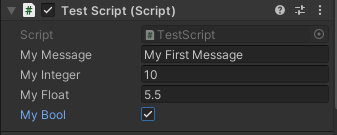 Test Script (Script)
Script TestScript
My Message My First Message
My Integer 10
My Float 5.5
My Bool